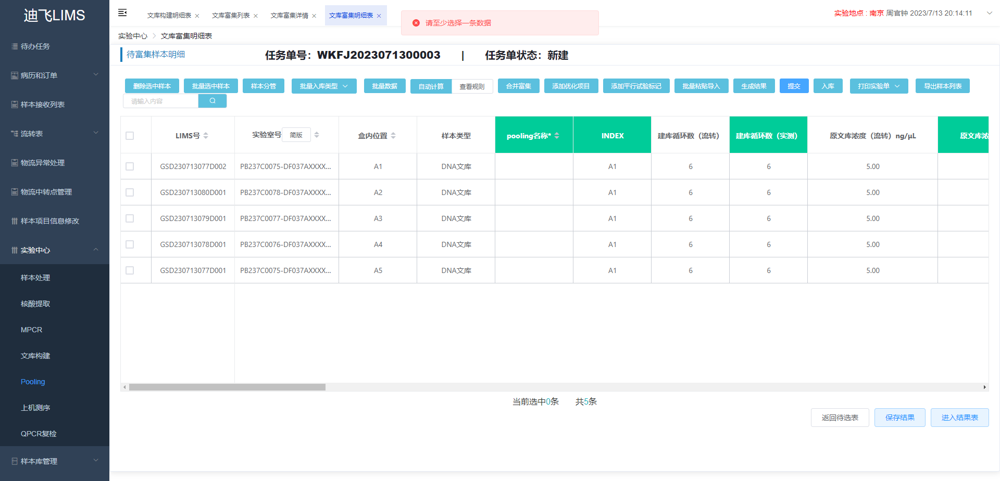 迪飞LIMS
文库构建明细表 文库富集列表 文库富集详情 文库富集明细表
请至少选择一条数据
实验地点 : 南京 周官钟 2023/7/13 20:14:11
实验中心 > 文库富集明细表
待富集样本明细 任务单号：WKFJ2023071300003 | 任务单状态：新建
删除选中样本 批量选中样本 样本分管 批量入库类型 批量数据 自动计算 查看规则 合并富集 添加优化项目 添加平行试验标记 批量粘贴导入 生成结果 提交 入库 打印实验单 导出样本列表
请输入内容
LIMS号 实验室号 简版 盒内位置 样本类型 pooling名称* INDEX 建库循环数（流转） 建库循环数（实测） 原文库浓度（流转）ng/μL 原文库浓
GSD230713077D002 PB237C0075-DF037AXXXX... A1 DNA文库 A1 6 6 5.00
GSD230713080D001 PB237C0078-DF037AXXXX... A2 DNA文库 A1 6 6 5.00
GSD230713079D001 PB237C0077-DF037AXXXX... A3 DNA文库 A1 6 6 5.00
GSD230713078D001 PB237C0076-DF037AXXXX... A4 DNA文库 A1 6 6 5.00
GSD230713077D001 PB237C0075-DF037AXXXX... A5 DNA文库 A1 6 6 5.00
当前选中0条 共5条
返回待选表 保存结果 进入结果表
待办任务
病历和订单
样本接收列表
流转表
物流异常处理
物流中转点管理
样本项目信息修改
实验中心
样本处理
核酸提取
MPCR
文库构建
Pooling
上机测序
QPCR复检
样本库管理